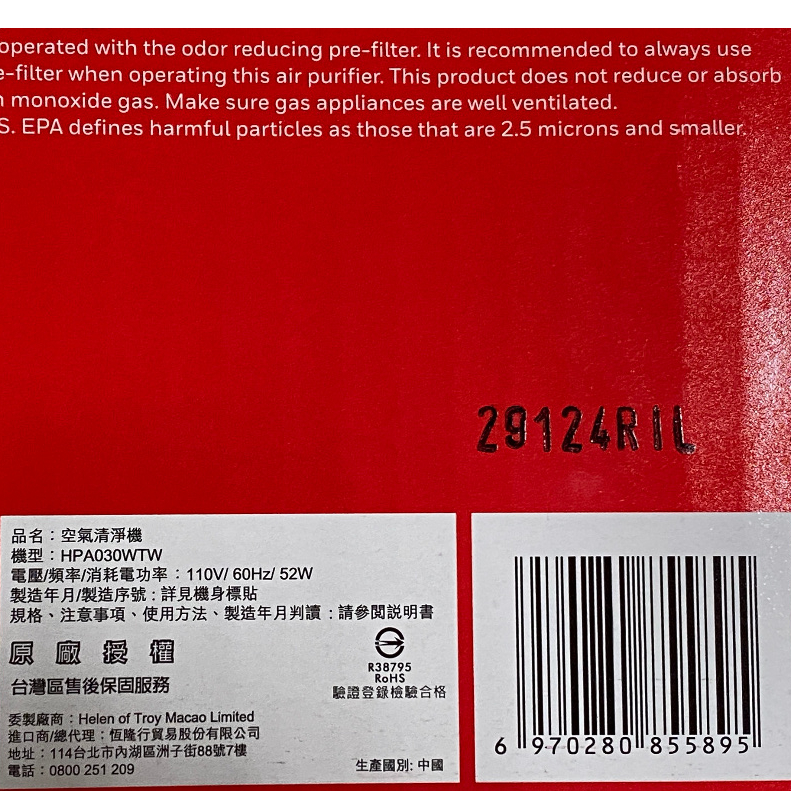 operated with the odor reducing pre-filter. It is recommended to always use
e-filter when operating this air purifier. This product does not reduce or absorb
n monoxide gas. Make sure gas appliances are well ventilated.
S. EPA defines harmful particles as those that are 2.5 microns and smaller.
29124RIL
品名：空氣清淨機
機型：HPA030WTW
電壓/頻率/消耗電功率：110V/ 60Hz/ 52W
製造年月/製造序號：詳見機身標貼
規格、注意事項、使用方法、製造年月判讀：請參閱説明書
原 廠 授 權
台灣區售後保固服務
R38795
RoHS
驗證登錄檢驗合格
委製廠商：Helen of Troy Macao Limited
進口商/總代理：恆隆行貿易股份有限公司
地址：114台北市內湖區洲子街88號7樓
電話：0800 251 209
生產國別: 中國
6 970280 855895